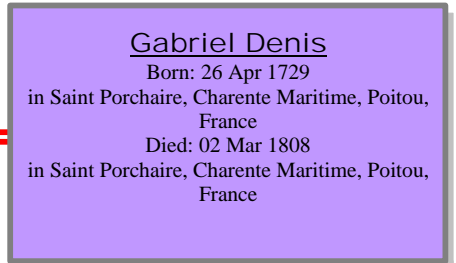 Gabriel Denis
Born: 26 Apr 1729
in Saint Porchaire, Charente Maritime, Poitou,
France
Died: 02 Mar 1808
in Saint Porchaire, Charente Maritime, Poitou,
France